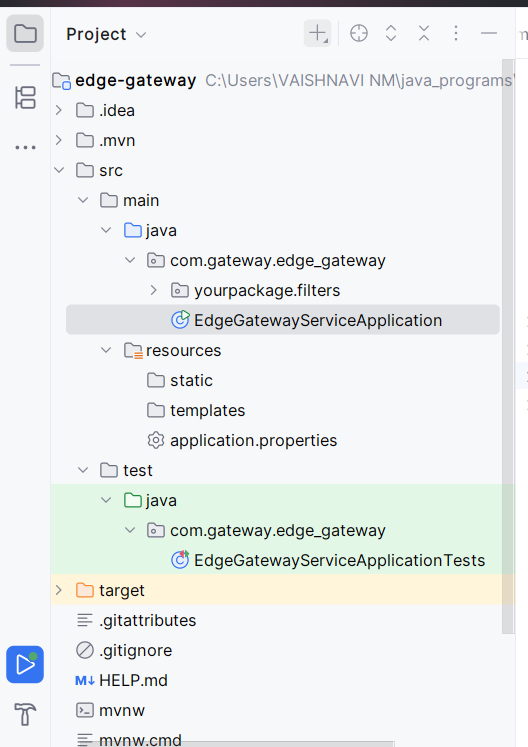 Project
edge-gateway C:\Users\VAISHNAVI NM\java_programs\
.idea
.mvn
src
main
java
com.gateway.edge_gateway
yourpackage.filters
EdgeGatewayServiceApplication
resources
static
templates
application.properties
test
java
com.gateway.edge_gateway
EdgeGatewayServiceApplicationTests
target
.gitattributes
.gitignore
M↓ HELP.md
mvnw
mvnw.cmd